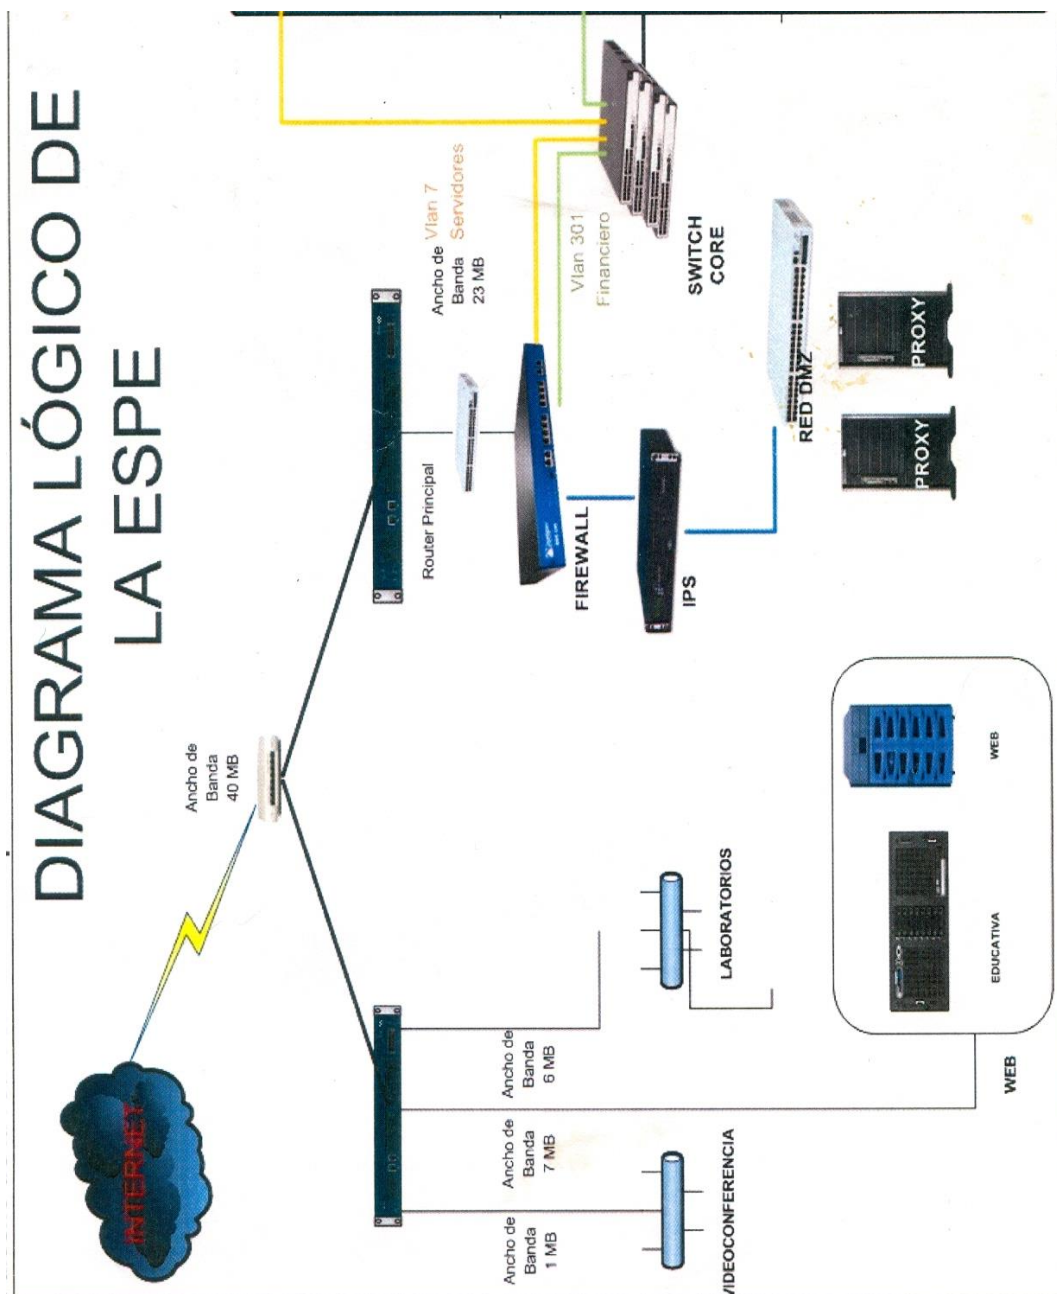 DIAGRAMA LÓGICO DE
LA ESPE
INTERNET
Ancho de
Banda
40 MB
Router Principal
Ancho de
Banda
23 MB
Vlan 7
Servidores
Vlan 301
Financiero
FIREWALL
SWITCH
CORE
IPS
RED DMZ
PROXY
PROXY
Ancho de
Banda
1 MB
Ancho de
Banda
7 MB
Ancho de
Banda
6 MB
VIDEOCONFERENCIA
LABORATORIOS
WEB
EDUCATIVA
WEB